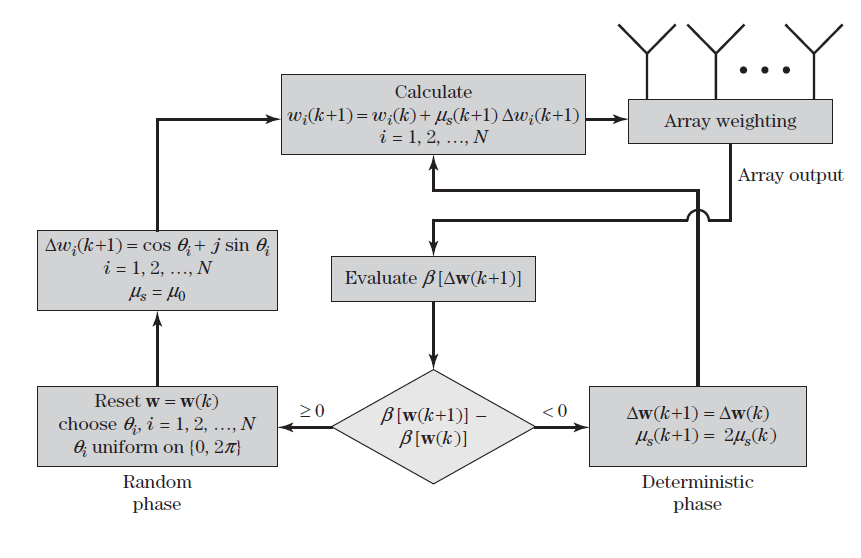 Calculate
wᵢ(k+1) = wᵢ(k) + μₛ(k+1) Δwᵢ(k+1)
i = 1, 2, …, N
Array weighting
Array output
Δwᵢ(k+1) = cos θᵢ + j sin θᵢ
i = 1, 2, …, N
μₛ = μ₀
Evaluate β[Δw(k+1)]
Reset w = w(k)
choose θᵢ, i = 1, 2, …, N
θᵢ uniform on {0, 2π}
≥ 0
β[w(k+1)] –
β[w(k)]
< 0
Δw(k+1) = Δw(k)
μₛ(k+1) = 2μₛ(k)
Random
phase
Deterministic
phase